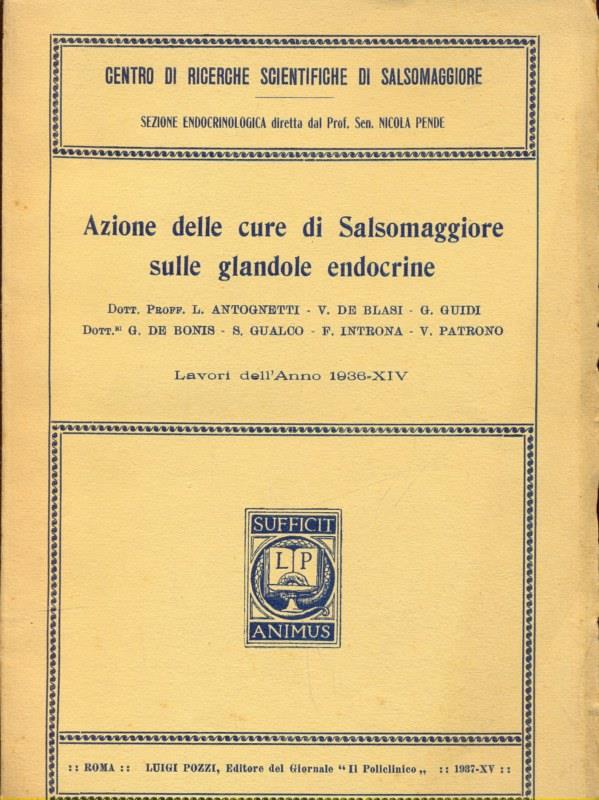 CENTRO DI RICERCHE SCIENTIFICHE DI SALSOMAGGIORE
SEZIONE ENDOCRINOLOGICA diretta dal Prof. Sen. NICOLA PENDE
Azione delle cure di Salsomaggiore
sulle glandole endocrine
DOTT. PROFF. L. ANTOGNETTI - V. DE BLASI - G. GUIDI
DOTT.RI G. DE BONIS - S. GUALCO - F. INTRONA - V. PATRONO
Lavori dell'Anno 1936-XIV
SUFFICIT
L P
ANIMUS
:: ROMA :: LUIGI POZZI, Editore del Giornale "Il Policlinico„ :: 1937-XV ::